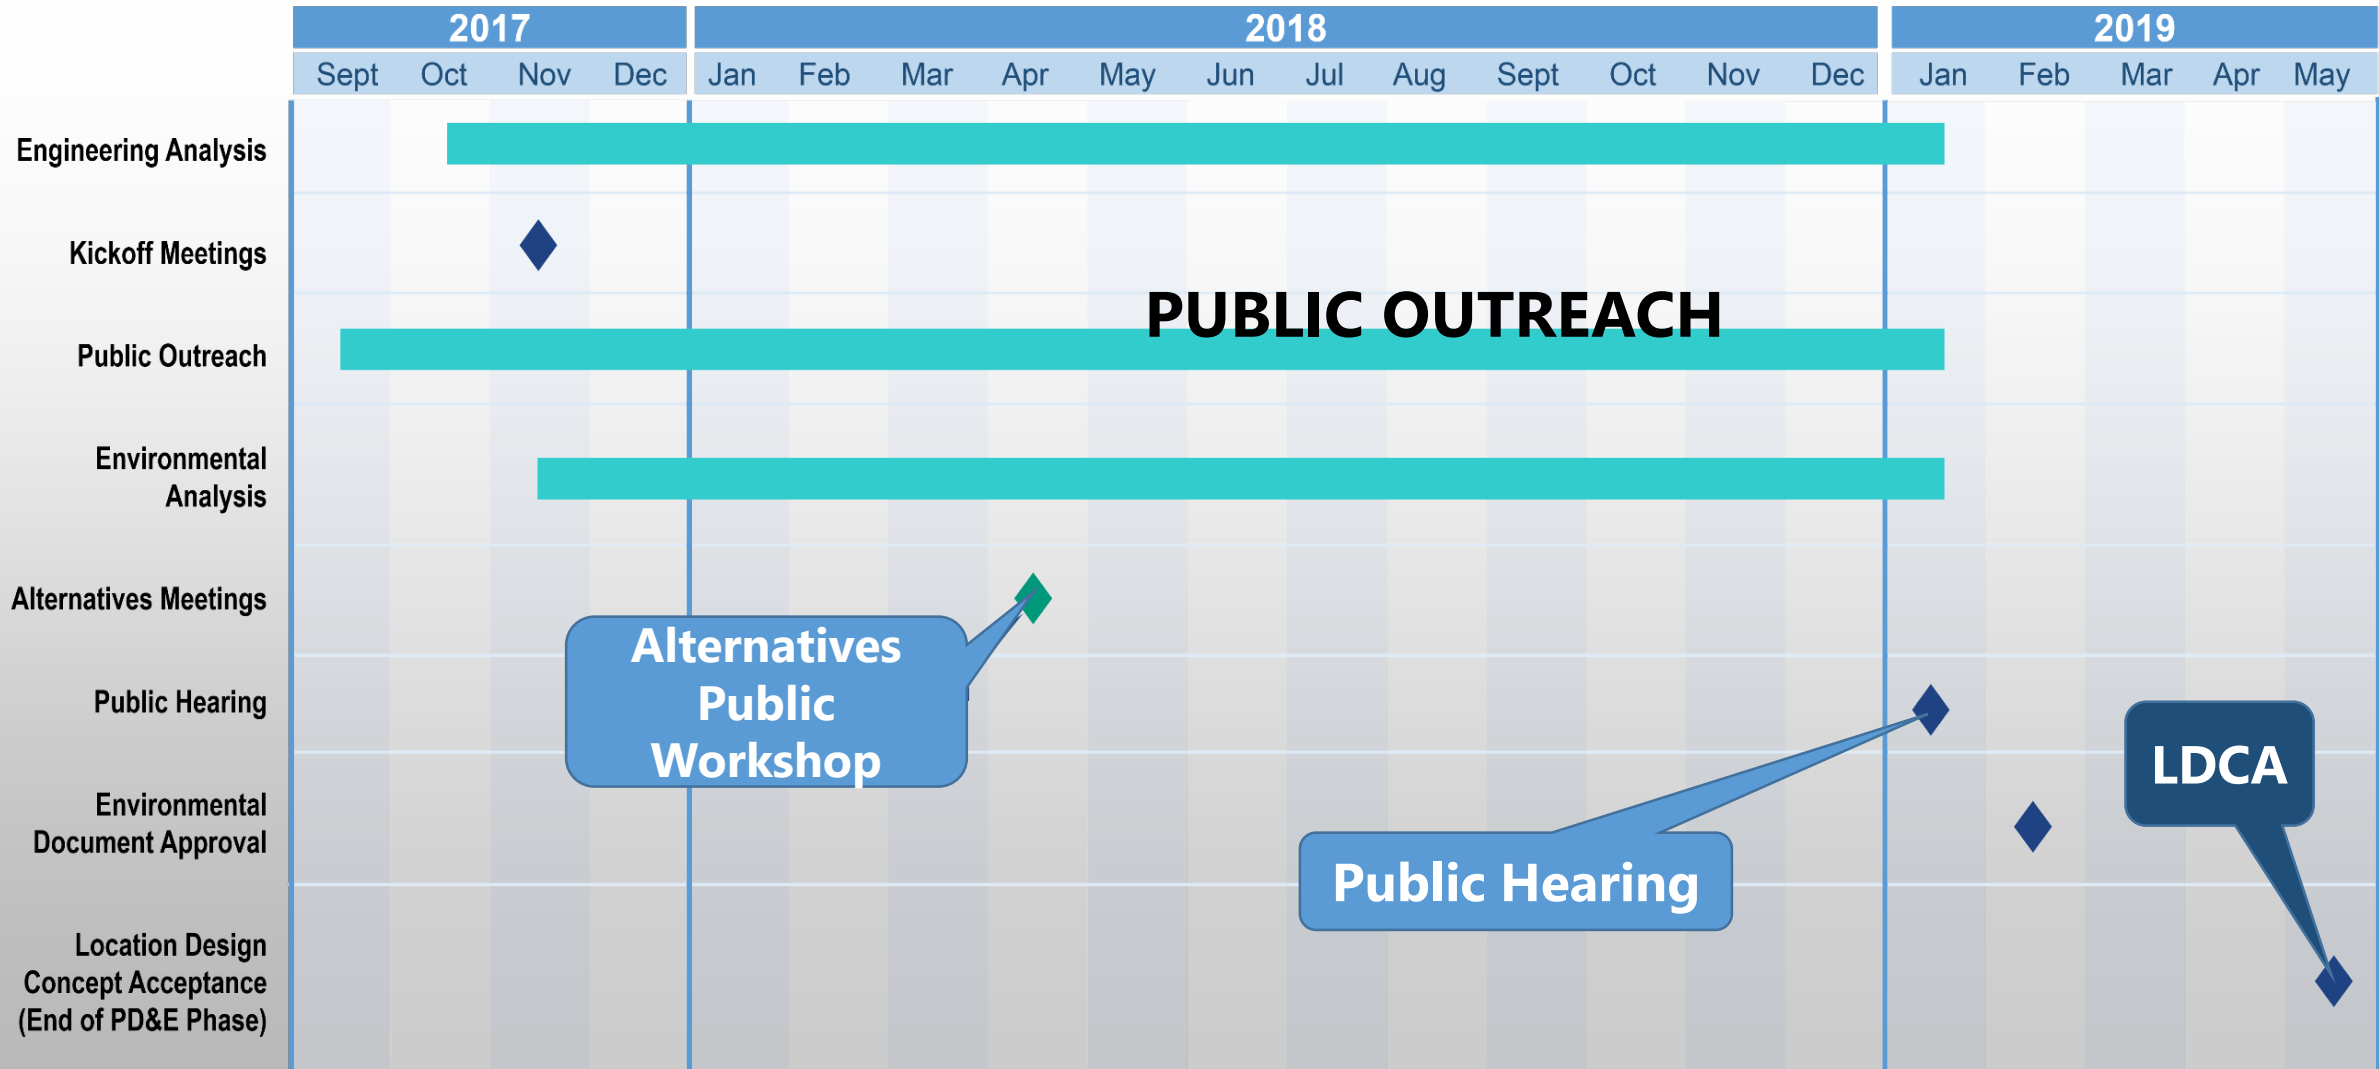 2017 2018 2019
Sept Oct Nov Dec Jan Feb Mar Apr May Jun Jul Aug Sept Oct Nov Dec Jan Feb Mar Apr May
Engineering Analysis
Kickoff Meetings
PUBLIC OUTREACH
Public Outreach
Environmental
Analysis
Alternatives Meetings
Alternatives
Public
Workshop
Public Hearing
LDCA
Environmental
Document Approval
Public Hearing
Location Design
Concept Acceptance
(End of PD&E Phase)